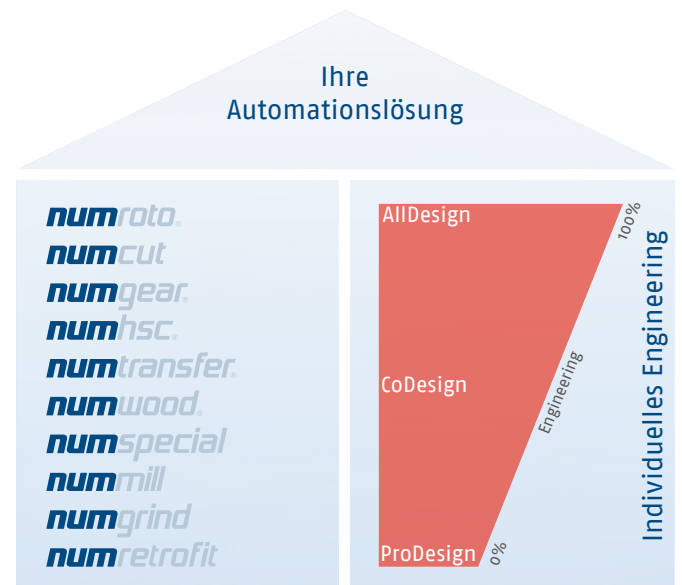 Ihre
Automationslösung
numroto®
numcut
numgear®
numhsc®
numtransfer®
numwood®
numspecial
nummill
numgrind
numretrofit
AllDesign
100%
CoDesign
Engineering
ProDesign
0%
Individuelles Engineering